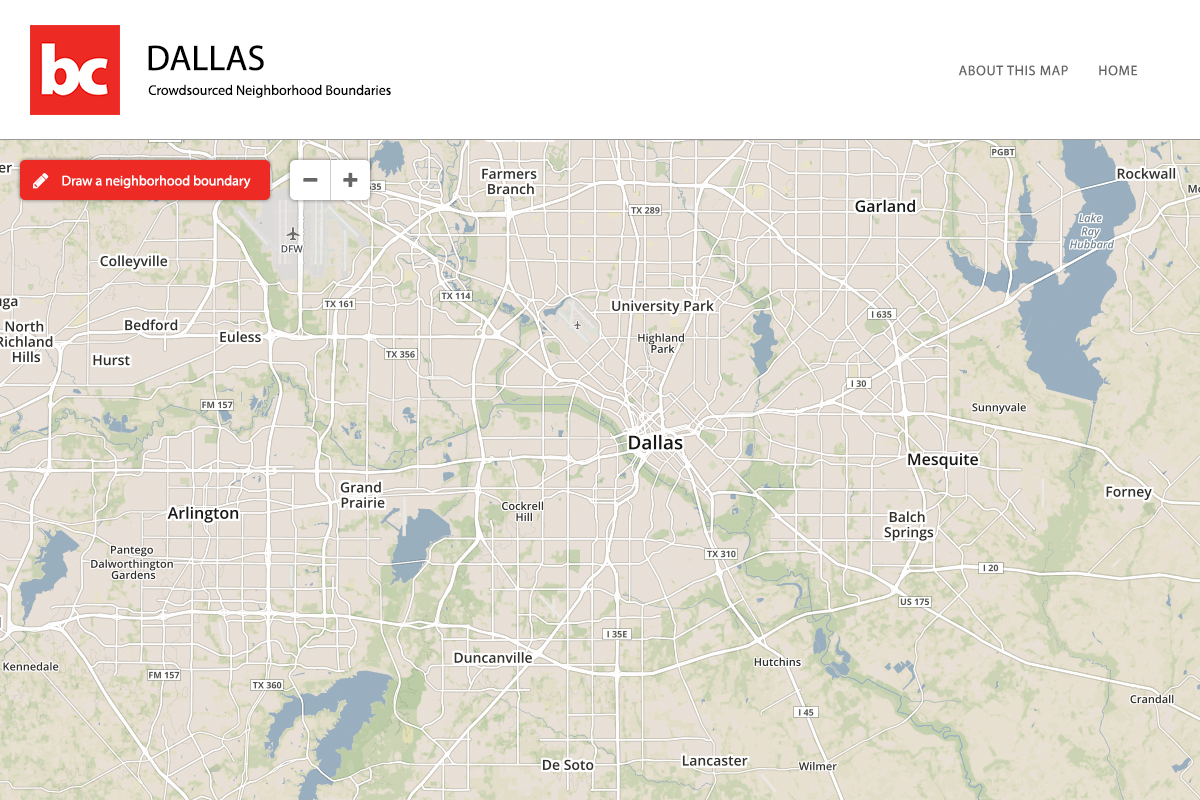 bc
DALLAS
Crowdsourced Neighborhood Boundaries
ABOUT THIS MAP
HOME
Draw a neighborhood boundary
− +
er
635
Farmers
Branch
PGBT
Rockwall
TX 289
Garland
Lake
Ray
Hubbard
DFW
Colleyville
TX 161
TX 114
University Park
I 635
North
Richland
Hills
Bedford
Euless
Hurst
TX 356
Highland
Park
I 30
FM 157
Sunnyvale
Dallas
Mesquite
Grand
Prairie
Arlington
Cockrell
Hill
Forney
Balch
Springs
Pantego
Dalworthington
Gardens
TX 310
I 20
US 175
I 35E
Kennedale
Duncanville
Hutchins
FM 157
TX 360
Crandall
I 45
De Soto
Lancaster
Wilmer